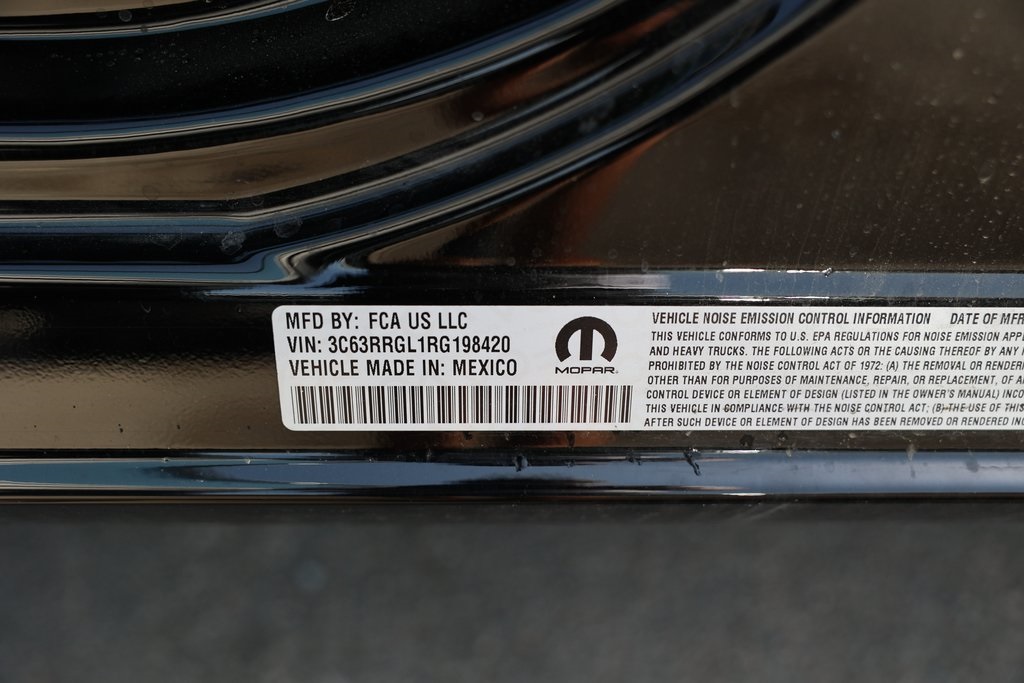 MFD BY: FCA US LLC
VIN: 3C63RRGL1RG198420
VEHICLE MADE IN: MEXICO
MOPAR
VEHICLE NOISE EMISSION CONTROL INFORMATION DATE OF MFR
THIS VEHICLE CONFORMS TO U.S. EPA REGULATIONS FOR NOISE EMISSION APP
AND HEAVY TRUCKS. THE FOLLOWING ACTS OR THE CAUSING THEREOF BY ANY
PROHIBITED BY THE NOISE CONTROL ACT OF 1972: (A) THE REMOVAL OR RENDER
OTHER THAN FOR PURPOSES OF MAINTENANCE, REPAIR, OR REPLACEMENT, OF A
CONTROL DEVICE OR ELEMENT OF DESIGN (LISTED IN THE OWNER'S MANUAL) INCO
THIS VEHICLE IN COMPLIANCE WITH THE NOISE CONTROL ACT; (B) THE USE OF THIS
AFTER SUCH DEVICE OR ELEMENT OF DESIGN HAS BEEN REMOVED OR RENDERED INO